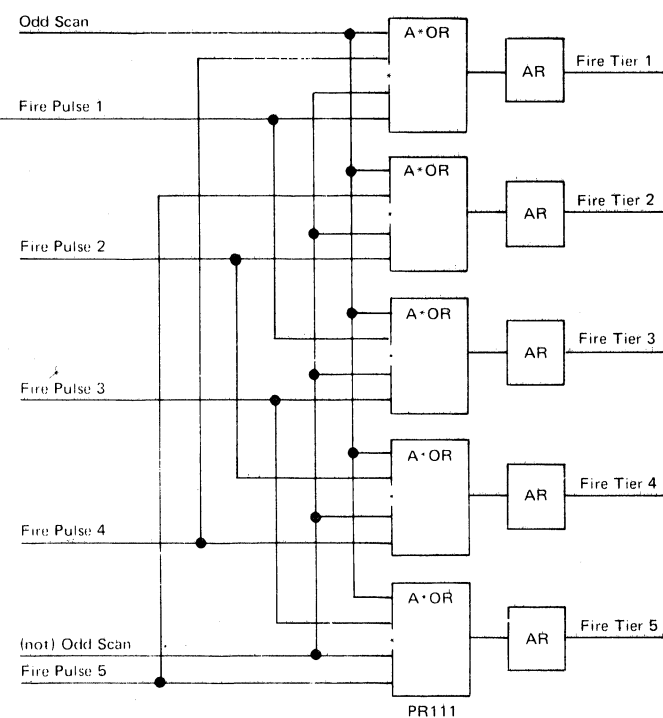 Odd Scan
A*OR
AR
Fire Tier 1
Fire Pulse 1
A*OR
AR
Fire Tier 2
Fire Pulse 2
A*OR
AR
Fire Tier 3
Fire Pulse 3
A*OR
AR
Fire Tier 4
Fire Pulse 4
A*OR
AR
Fire Tier 5
(not) Odd Scan
Fire Pulse 5
PR111